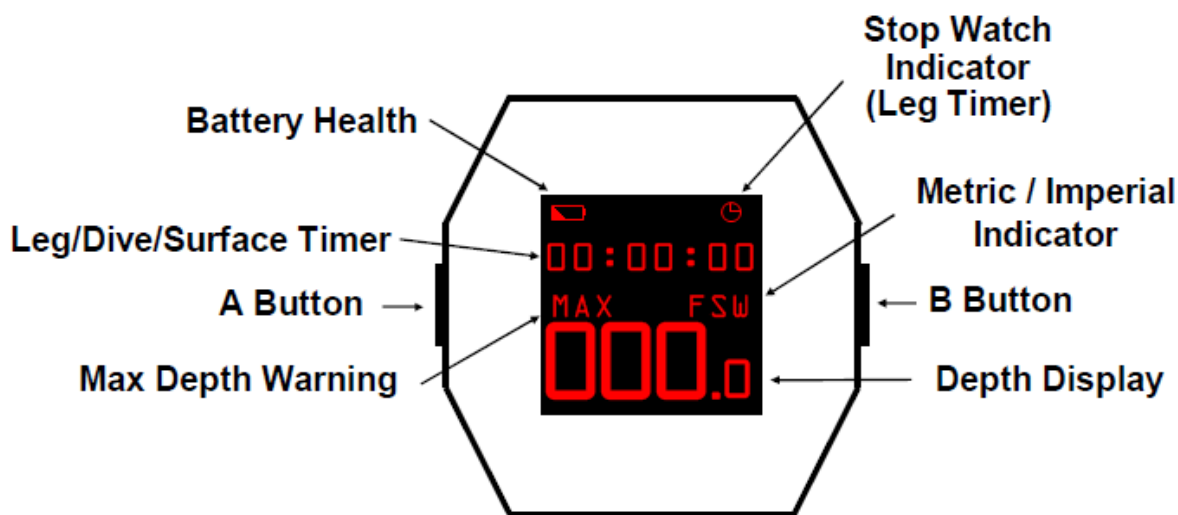 Stop Watch
Indicator
(Leg Timer)
Battery Health
Metric / Imperial
Indicator
Leg/Dive/Surface Timer
00:00:00
A Button
MAX FSW
B Button
Max Depth Warning
000.0
Depth Display